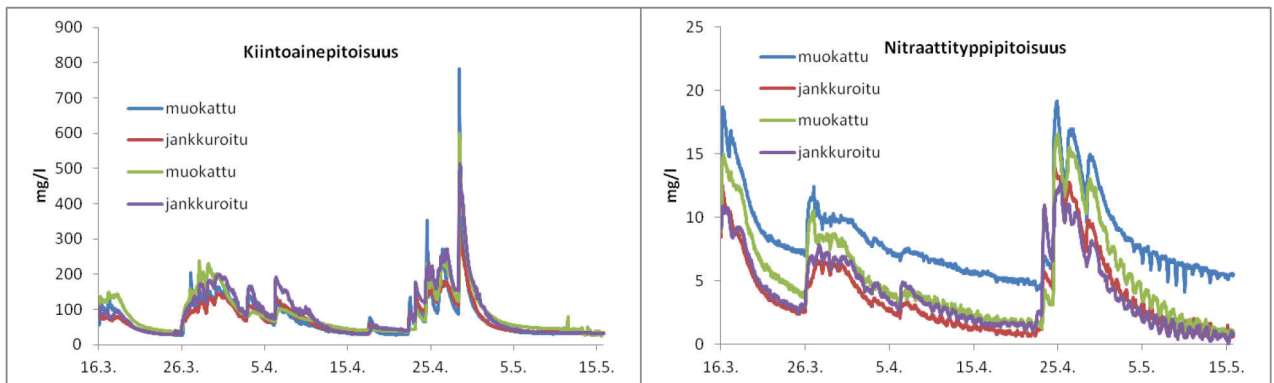 Kiintoainepitoisuus
900
800
700
600
500
400
300
200
100
0
mg/l
muokattu
jankkuroitu
muokattu
jankkuroitu
16.3. 26.3. 5.4. 15.4. 25.4. 5.5. 15.5.
Nitraattityppipitoisuus
25
20
15
10
5
0
mg/l
muokattu
jankkuroitu
muokattu
jankkuroitu
16.3. 26.3. 5.4. 15.4. 25.4. 5.5. 15.5.